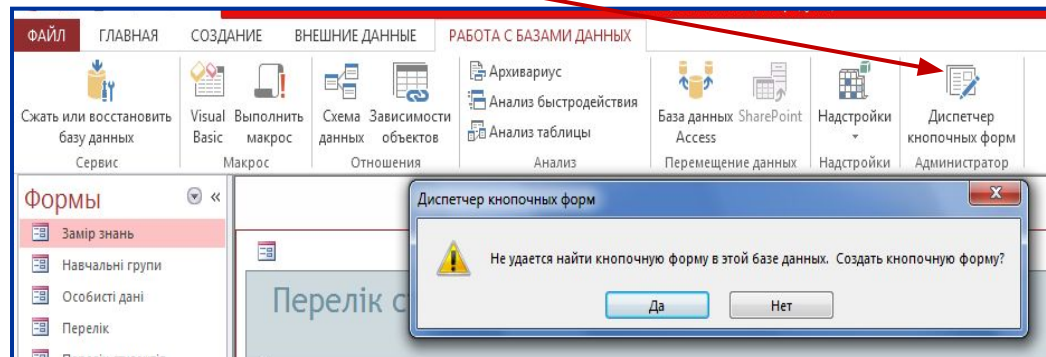 ФАЙЛ ГЛАВНАЯ СОЗДАНИЕ ВНЕШНИЕ ДАННЫЕ РАБОТА С БАЗАМИ ДАННЫХ
Сжать или восстановить базу данных
Visual Basic
Выполнить макрос
Схема данных
Зависимости объектов
Архивариус
Анализ быстродействия
Анализ таблицы
База данных Access
SharePoint
Надстройки
Диспетчер кнопочных форм
Сервис Макрос Отношения Анализ Перемещение данных Надстройки Администратор
Формы
Замір знань
Навчальні групи
Особисті дані
Перелік
Перелік
Диспетчер кнопочных форм
Не удается найти кнопочную форму в этой базе данных. Создать кнопочную форму?
Да Нет